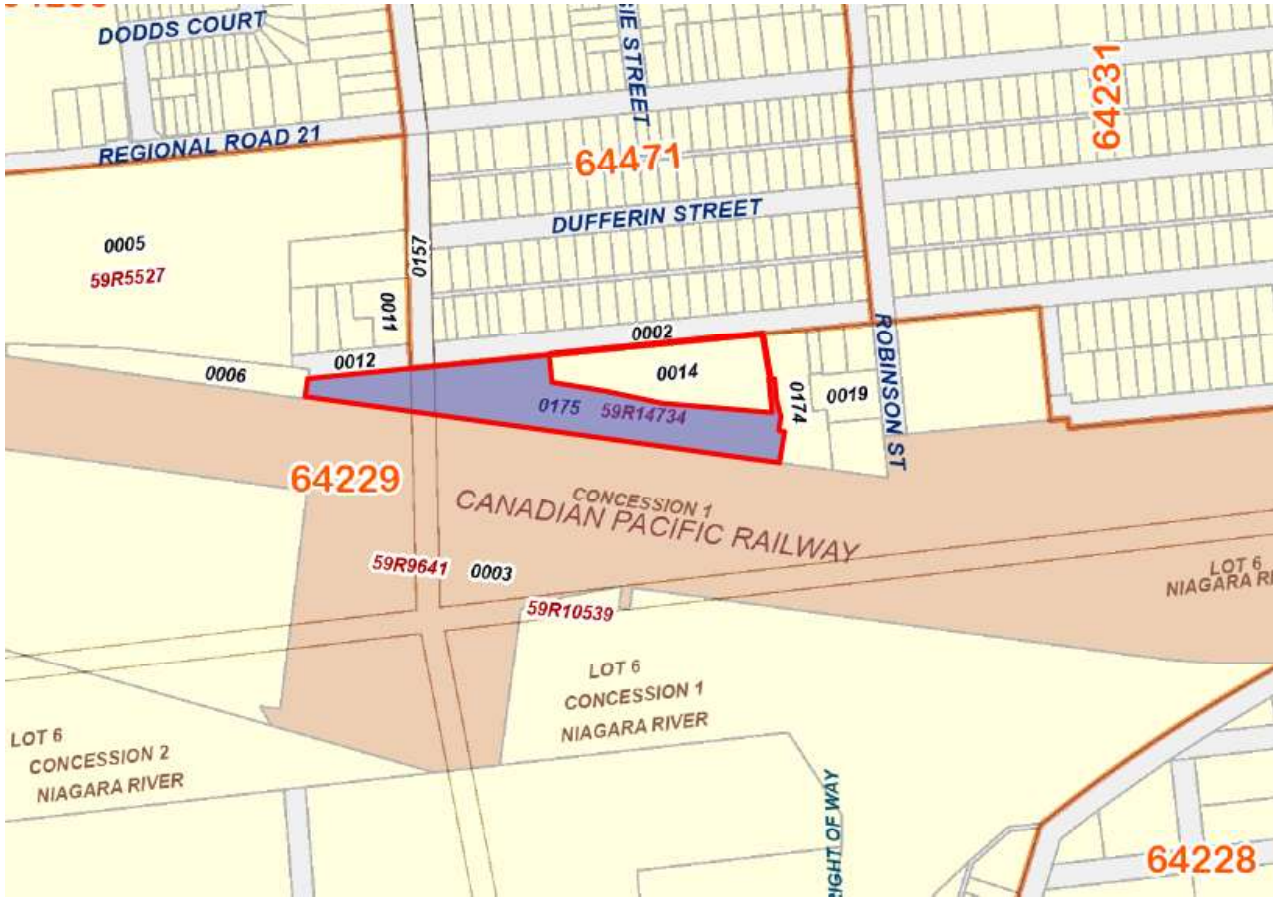 DODDS COURT
GIE STREET
64231
REGIONAL ROAD 21
64471
DUFFERIN STREET
0005
59R5527
0157
0011
0002
0012
0006
0014
0175
59R14734
0174
0019
ROBINSON ST
64229
CONCESSION 1
CANADIAN PACIFIC RAILWAY
59R9641
0003
59R10539
LOT 6
NIAGARA RI
LOT 6
CONCESSION 1
NIAGARA RIVER
LOT 6
CONCESSION 2
NIAGARA RIVER
RIGHT OF WAY
64228